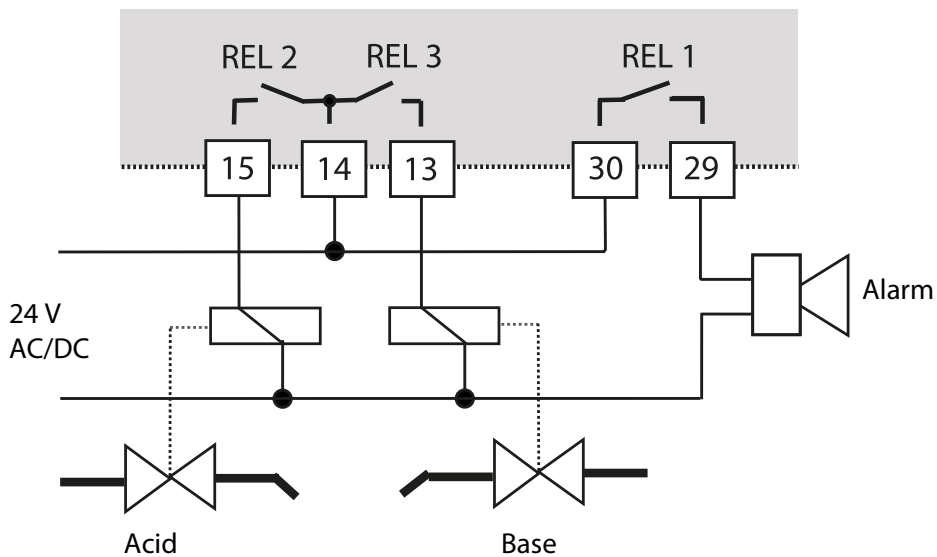 REL 2
REL 3
REL 1
15
14
13
30
29
24 V
AC/DC
Alarm
Acid
Base